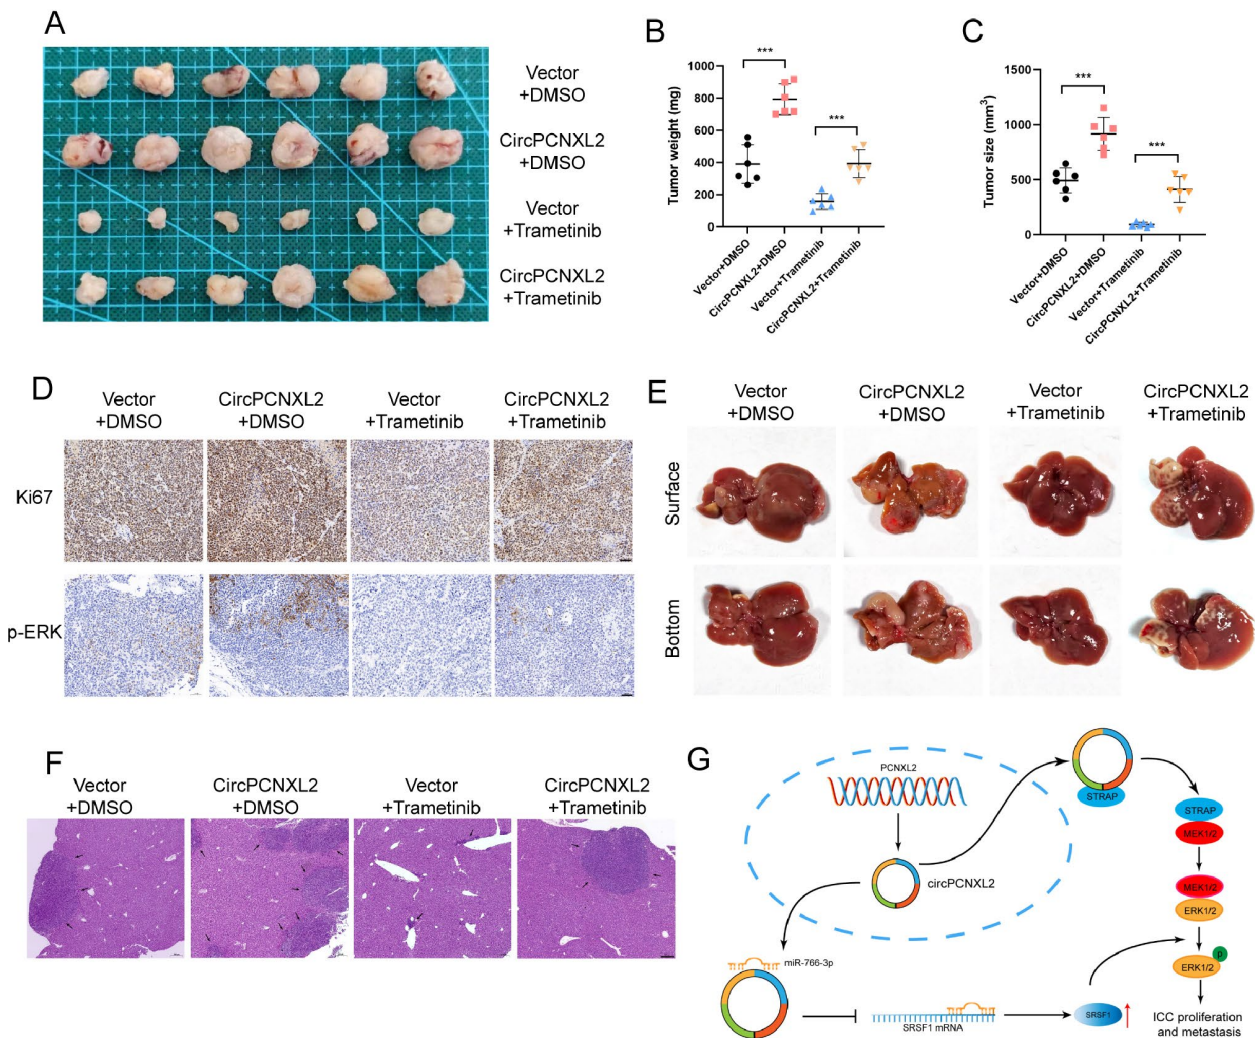 A
Vector
+DMSO
CircPCNXL2
+DMSO
Vector
+Trametinib
CircPCNXL2
+Trametinib
B
Tumor weight (mg)
1000
800
600
400
200
0
***
***
Vector+DMSO
CircPCNXL2+DMSO
Vector+Trametinib
CircPCNXL2+Trametinib
C
Tumor size (mm³)
1500
1000
500
0
***
***
Vector+DMSO
CircPCNXL2+DMSO
Vector+Trametinib
CircPCNXL2+Trametinib
D
Vector
+DMSO
CircPCNXL2
+DMSO
Vector
+Trametinib
CircPCNXL2
+Trametinib
Ki67
p-ERK
E
Vector
+DMSO
CircPCNXL2
+DMSO
Vector
+Trametinib
CircPCNXL2
+Trametinib
Surface
Bottom
F
Vector
+DMSO
CircPCNXL2
+DMSO
Vector
+Trametinib
CircPCNXL2
+Trametinib
G
PCNXL2
circPCNXL2
miR-766-3p
SRSF1 mRNA
SRSF1
STRAP
STRAP
MEK1/2
MEK1/2
ERK1/2
p
ERK1/2
ICC proliferation
and metastasis